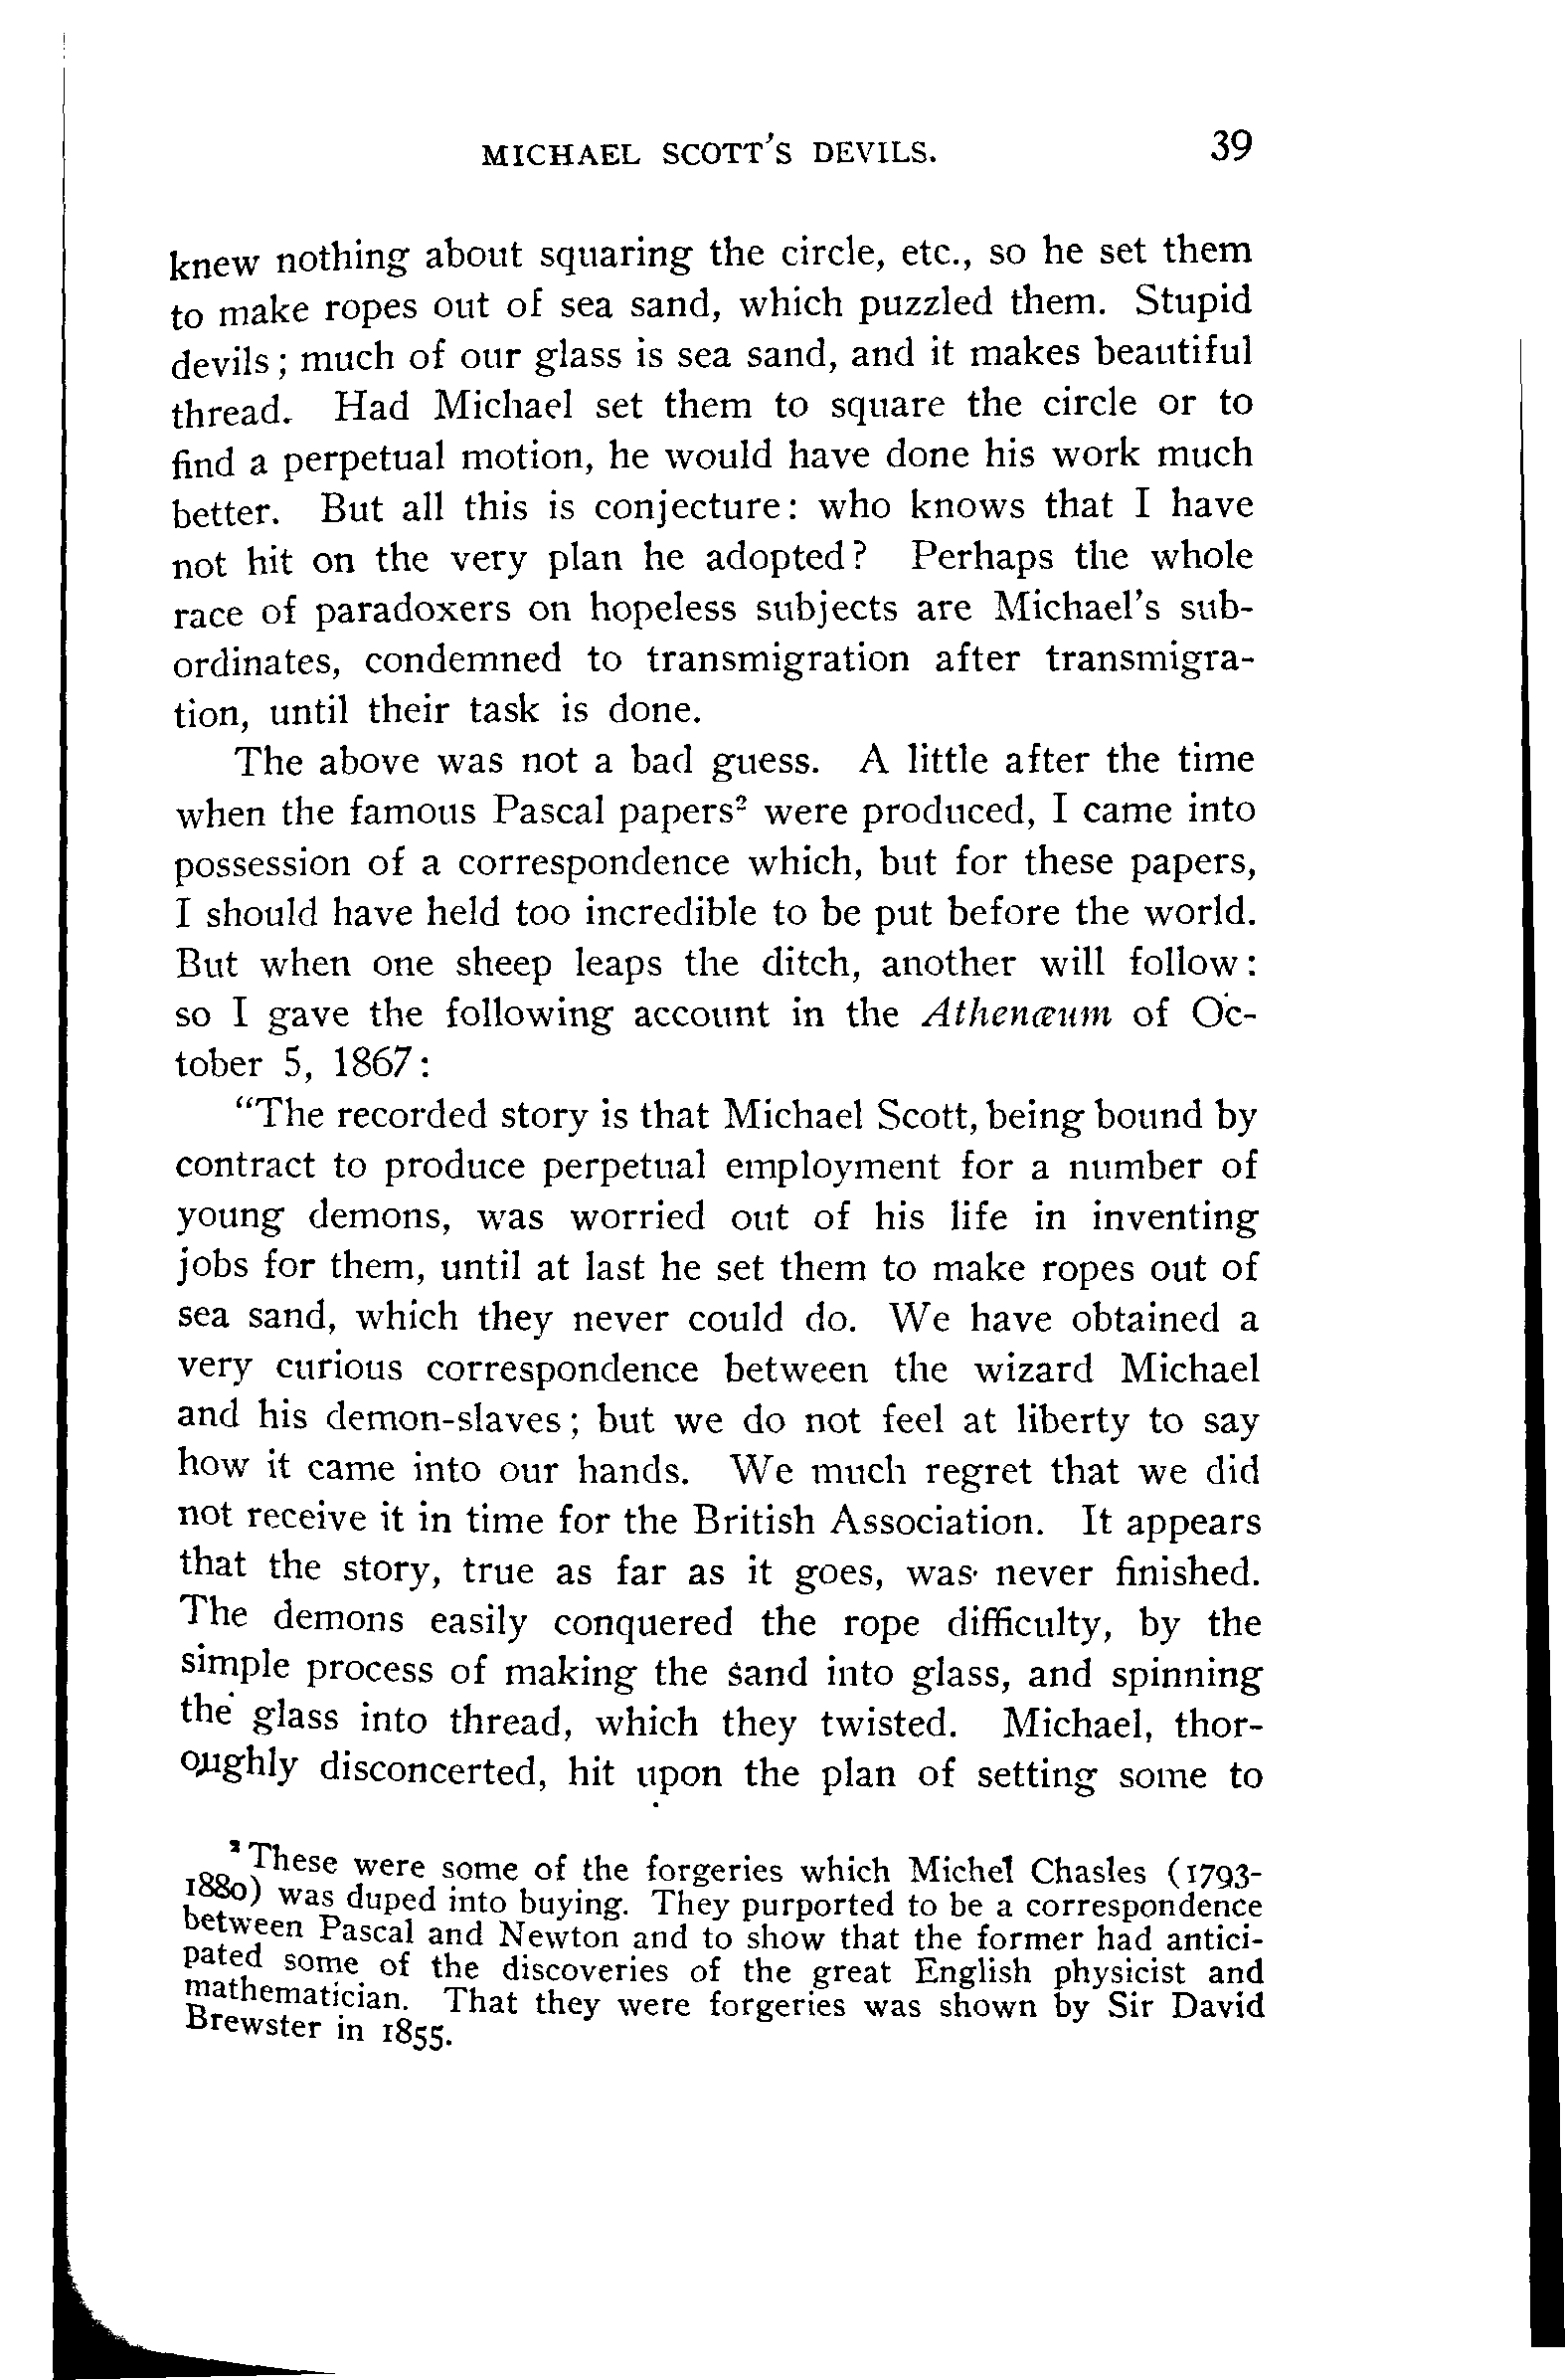 MICHAEL SCOTT'S DEVILS. 39
knew nothing about squaring the circle, etc., so he set them
to make ropes out of sea sand, which puzzled them. Stupid
devils; much of our glass is sea sand, and it makes beautiful
thread. Had Michael set them to square the circle or to
find a perpetual motion, he would have done his work much
better. But all this is conjecture: who knows that I have
not hit on the very plan he adopted? Perhaps the whole
race of paradoxers on hopeless subjects are Michael's sub-
ordinates, condemned to transmigration after transmigra-
tion, until their task is done.
The above was not a bad guess. A little after the time
when the famous Pascal papers² were produced, I came into
possession of a correspondence which, but for these papers,
I should have held too incredible to be put before the world.
But when one sheep leaps the ditch, another will follow:
so I gave the following account in the Athenæum of Oc-
tober 5, 1867:
"The recorded story is that Michael Scott, being bound by
contract to produce perpetual employment for a number of
young demons, was worried out of his life in inventing
jobs for them, until at last he set them to make ropes out of
sea sand, which they never could do. We have obtained a
very curious correspondence between the wizard Michael
and his demon-slaves; but we do not feel at liberty to say
how it came into our hands. We much regret that we did
not receive it in time for the British Association. It appears
that the story, true as far as it goes, was never finished.
The demons easily conquered the rope difficulty, by the
simple process of making the sand into glass, and spinning
the glass into thread, which they twisted. Michael, thor-
oughly disconcerted, hit upon the plan of setting some to
² These were some of the forgeries which Michel Chasles (1793-
1880) was duped into buying. They purported to be a correspondence
between Pascal and Newton and to show that the former had antici-
pated some of the discoveries of the great English physicist and
mathematician. That they were forgeries was shown by Sir David
Brewster in 1855.